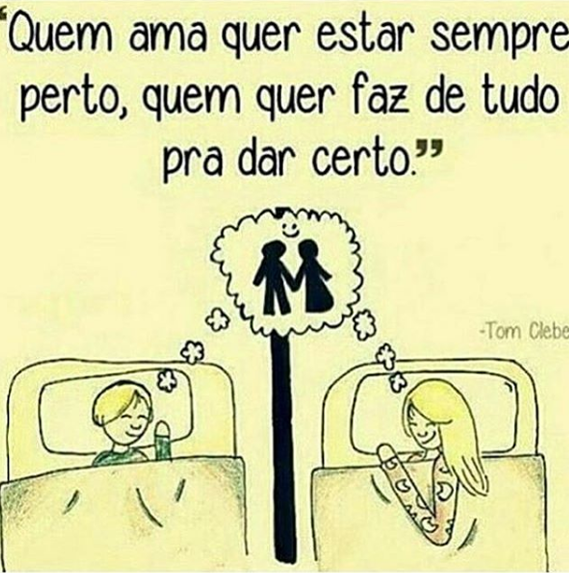 “Quem ama quer estar sempre
perto, quem quer faz de tudo
pra dar certo.”
-Tom Clebe